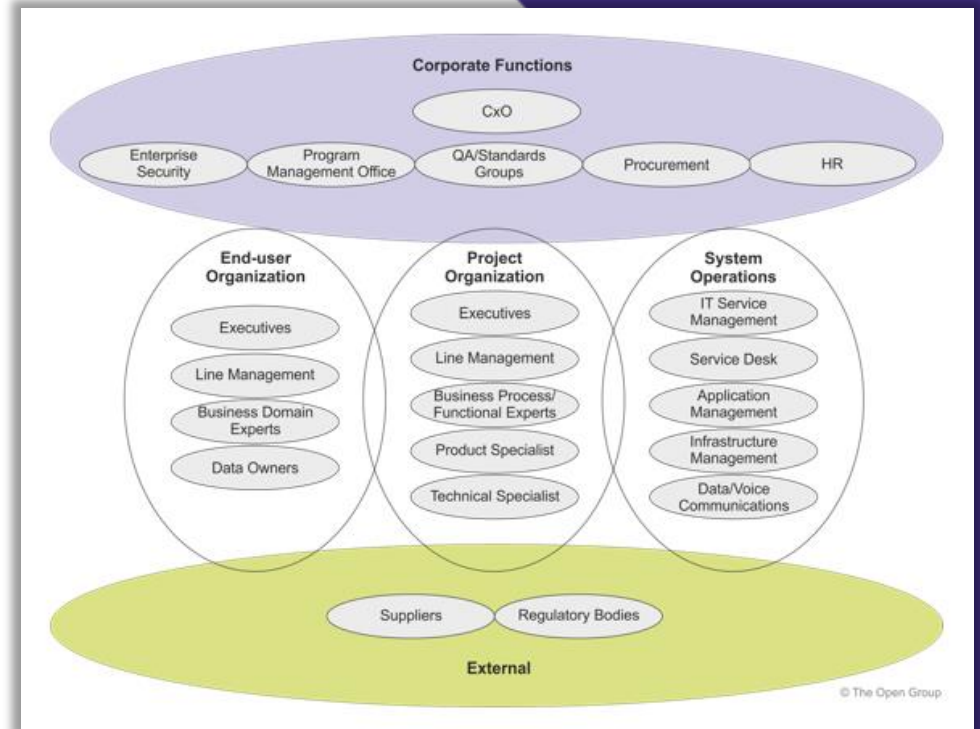 Corporate Functions
CxO
Enterprise
Security
Program
Management Office
QA/Standards
Groups
Procurement
HR
End-user
Organization
Executives
Line Management
Business Domain
Experts
Data Owners
Project
Organization
Executives
Line Management
Business Process/
Functional Experts
Product Specialist
Technical Specialist
System
Operations
IT Service
Management
Service Desk
Application
Management
Infrastructure
Management
Data/Voice
Communications
Suppliers
Regulatory Bodies
External
© The Open Group